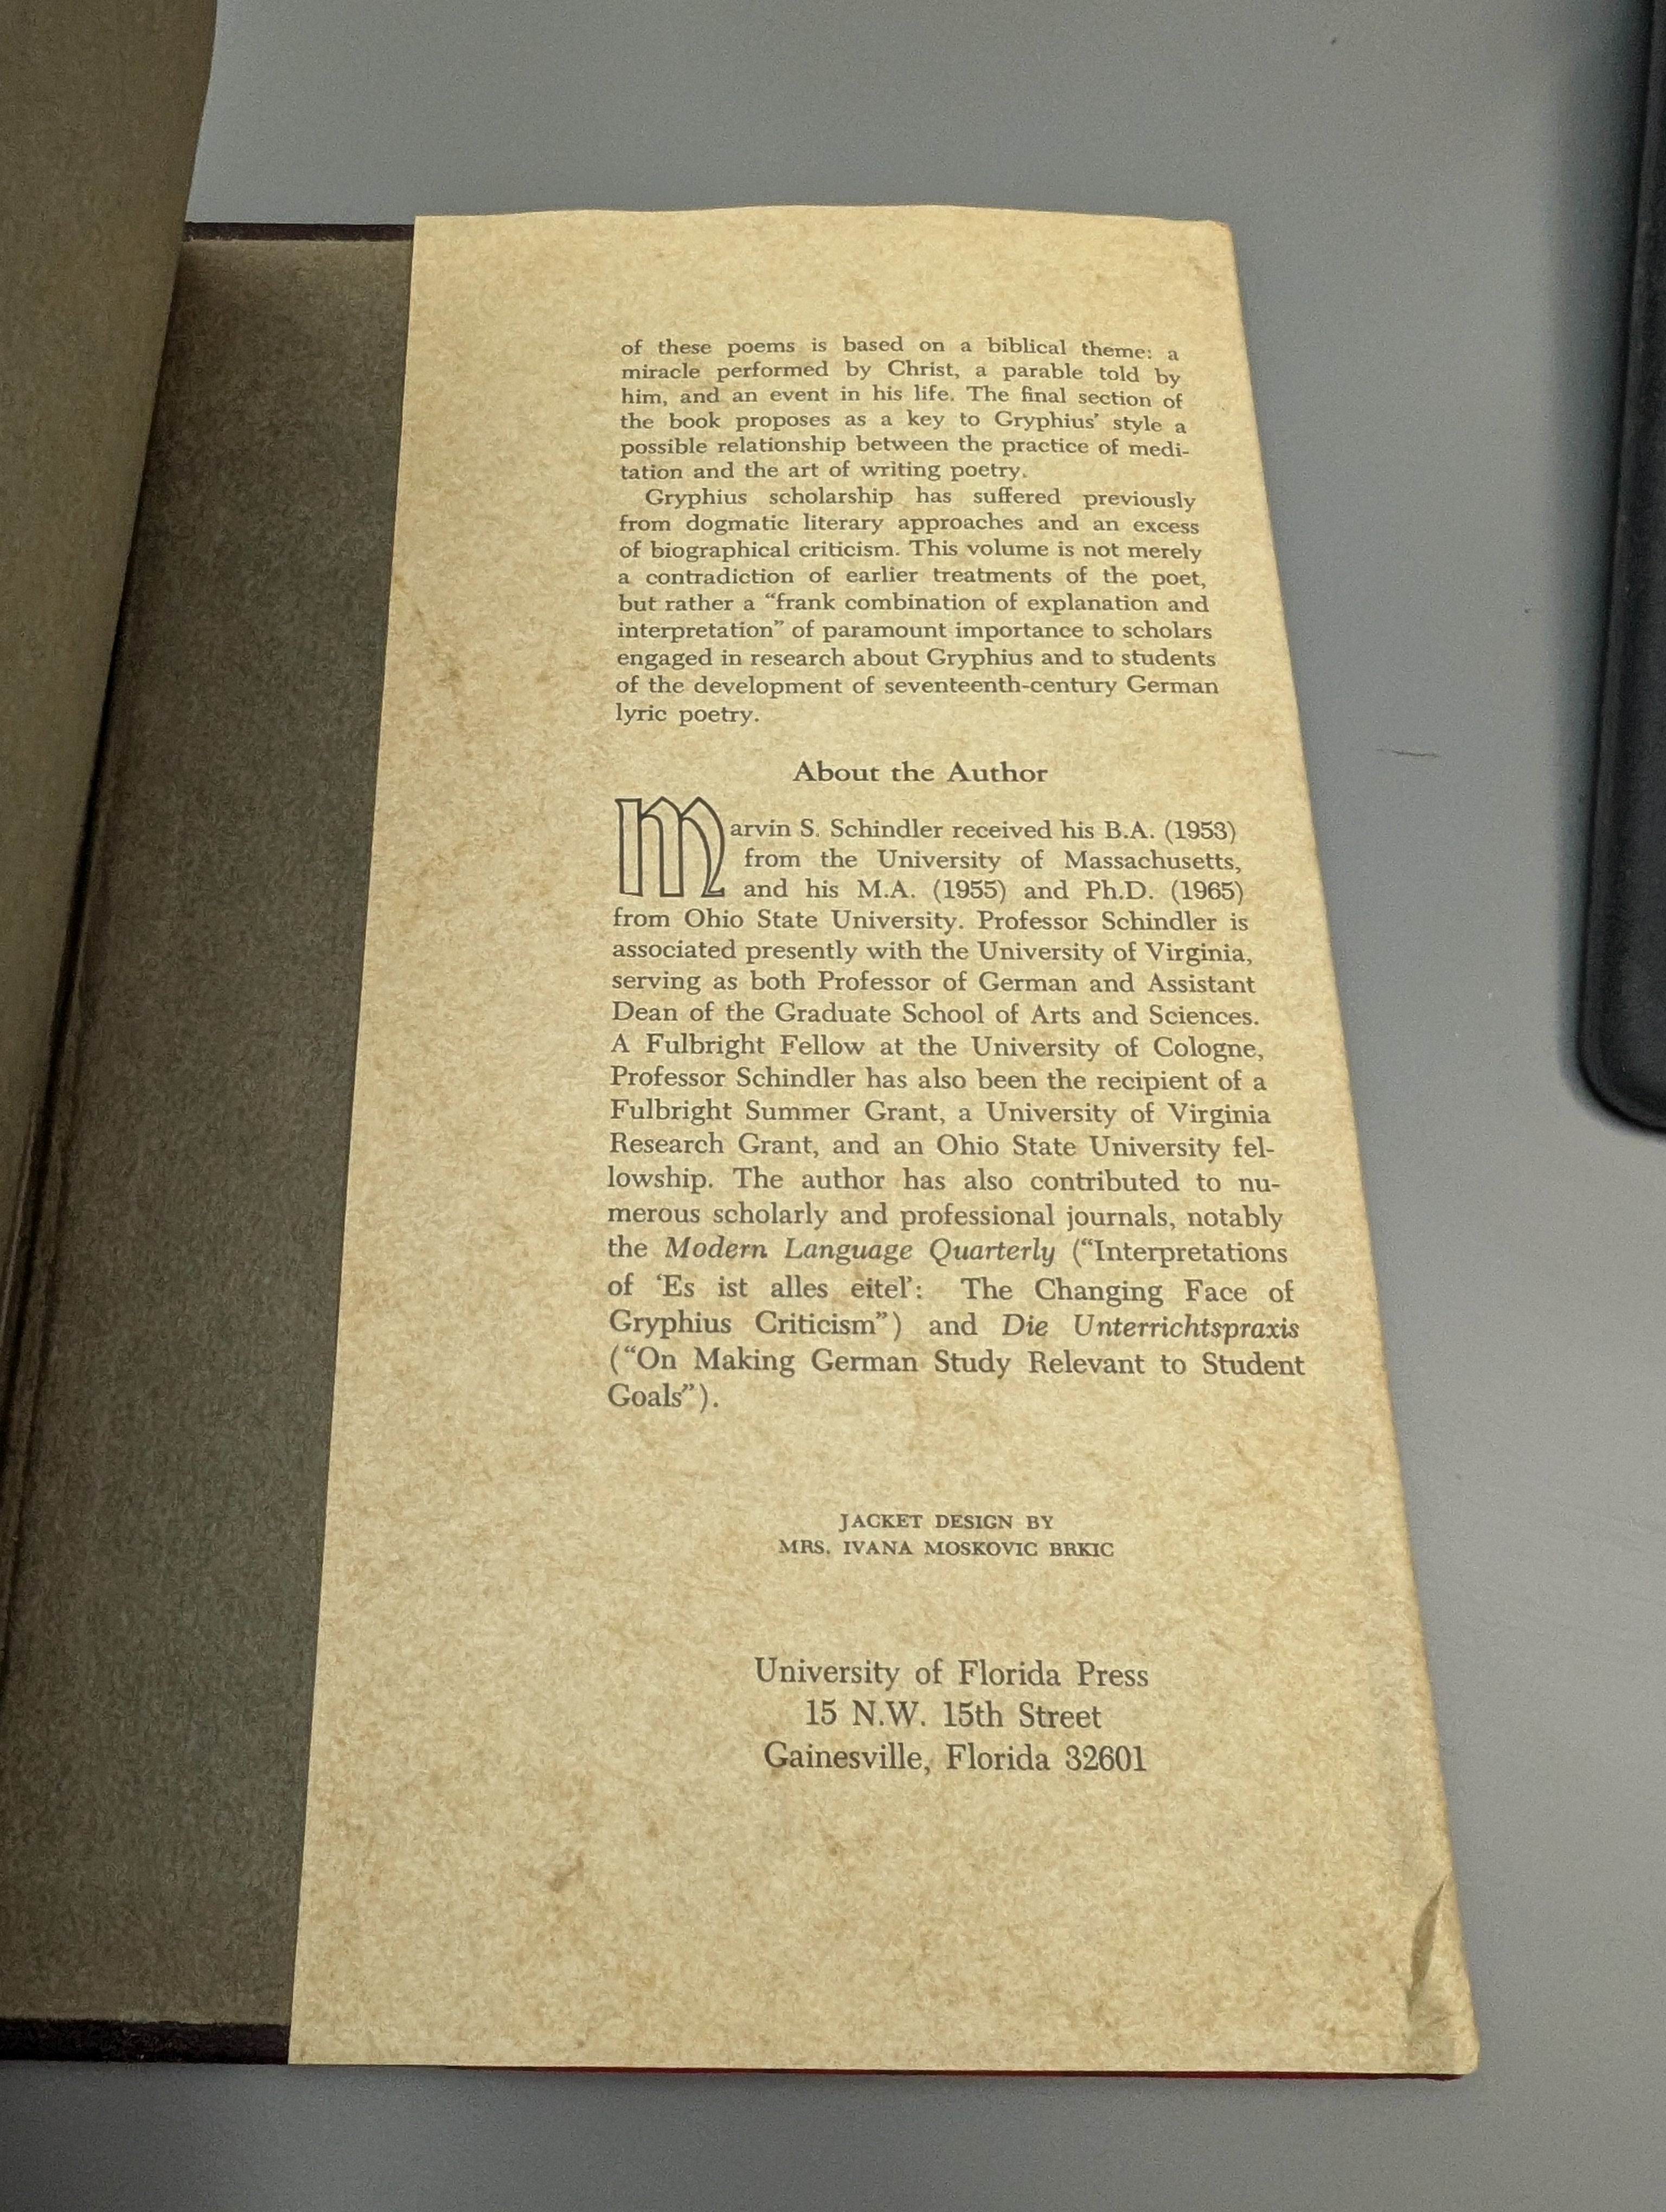 of these poems is based on a biblical theme: a
miracle performed by Christ, a parable told by
him, and an event in his life. The final section of
the book proposes as a key to Gryphius' style a
possible relationship between the practice of medi-
tation and the art of writing poetry.
Gryphius scholarship has suffered previously
from dogmatic literary approaches and an excess
of biographical criticism. This volume is not merely
a contradiction of earlier treatments of the poet,
but rather a “frank combination of explanation and
interpretation” of paramount importance to scholars
engaged in research about Gryphius and to students
of the development of seventeenth-century German
lyric poetry.
About the Author
Marvin S. Schindler received his B.A. (1953)
from the University of Massachusetts,
and his M.A. (1955) and Ph.D. (1965)
from Ohio State University. Professor Schindler is
associated presently with the University of Virginia,
serving as both Professor of German and Assistant
Dean of the Graduate School of Arts and Sciences.
A Fulbright Fellow at the University of Cologne,
Professor Schindler has also been the recipient of a
Fulbright Summer Grant, a University of Virginia
Research Grant, and an Ohio State University fel-
lowship. The author has also contributed to nu-
merous scholarly and professional journals, notably
the Modern Language Quarterly (“Interpretations
of ‘Es ist alles eitel’: The Changing Face of
Gryphius Criticism”) and Die Unterrichtspraxis
(“On Making German Study Relevant to Student
Goals”).
JACKET DESIGN BY
MRS. IVANA MOSKOVIC BRKIC
University of Florida Press
15 N.W. 15th Street
Gainesville, Florida 32601